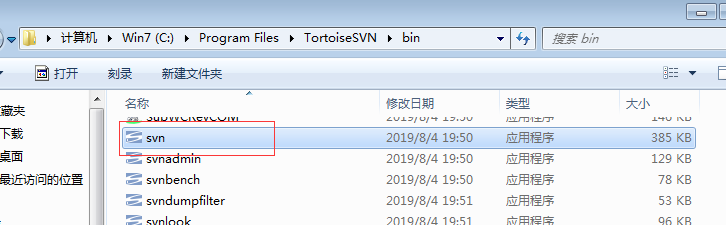 计算机 Win7 (C:) Program Files TortoiseSVN bin 搜索 bin
打开 刻录 新建文件夹
名称 修改日期 类型 大小
收藏夹 SubWCRevCOM 2019/8/4 19:50 应用程序 146 KB
下载 svn 2019/8/4 19:50 应用程序 385 KB
桌面 svnadmin 2019/8/4 19:50 应用程序 129 KB
最近访问的位置 svnbench 2019/8/4 19:50 应用程序 78 KB
svndumpfilter 2019/8/4 19:51 应用程序 53 KB
svnlook 2019/8/4 19:51 应用程序 96 KB